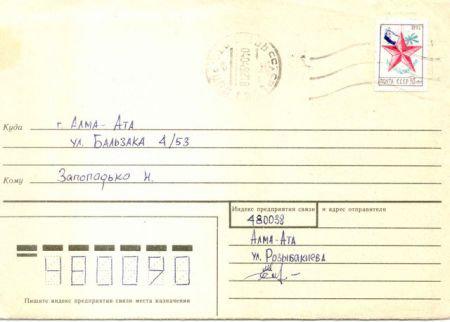 ПОЧТА СССР
Куда г. Алма-Ата
ул. Бальзака 4/53
Кому Запопадько Н.
Индекс предприятия связи и адрес отправителя
480038
Алма-Ата
ул. Розыбакиева
480090
Пишите индекс предприятия связи места назначения